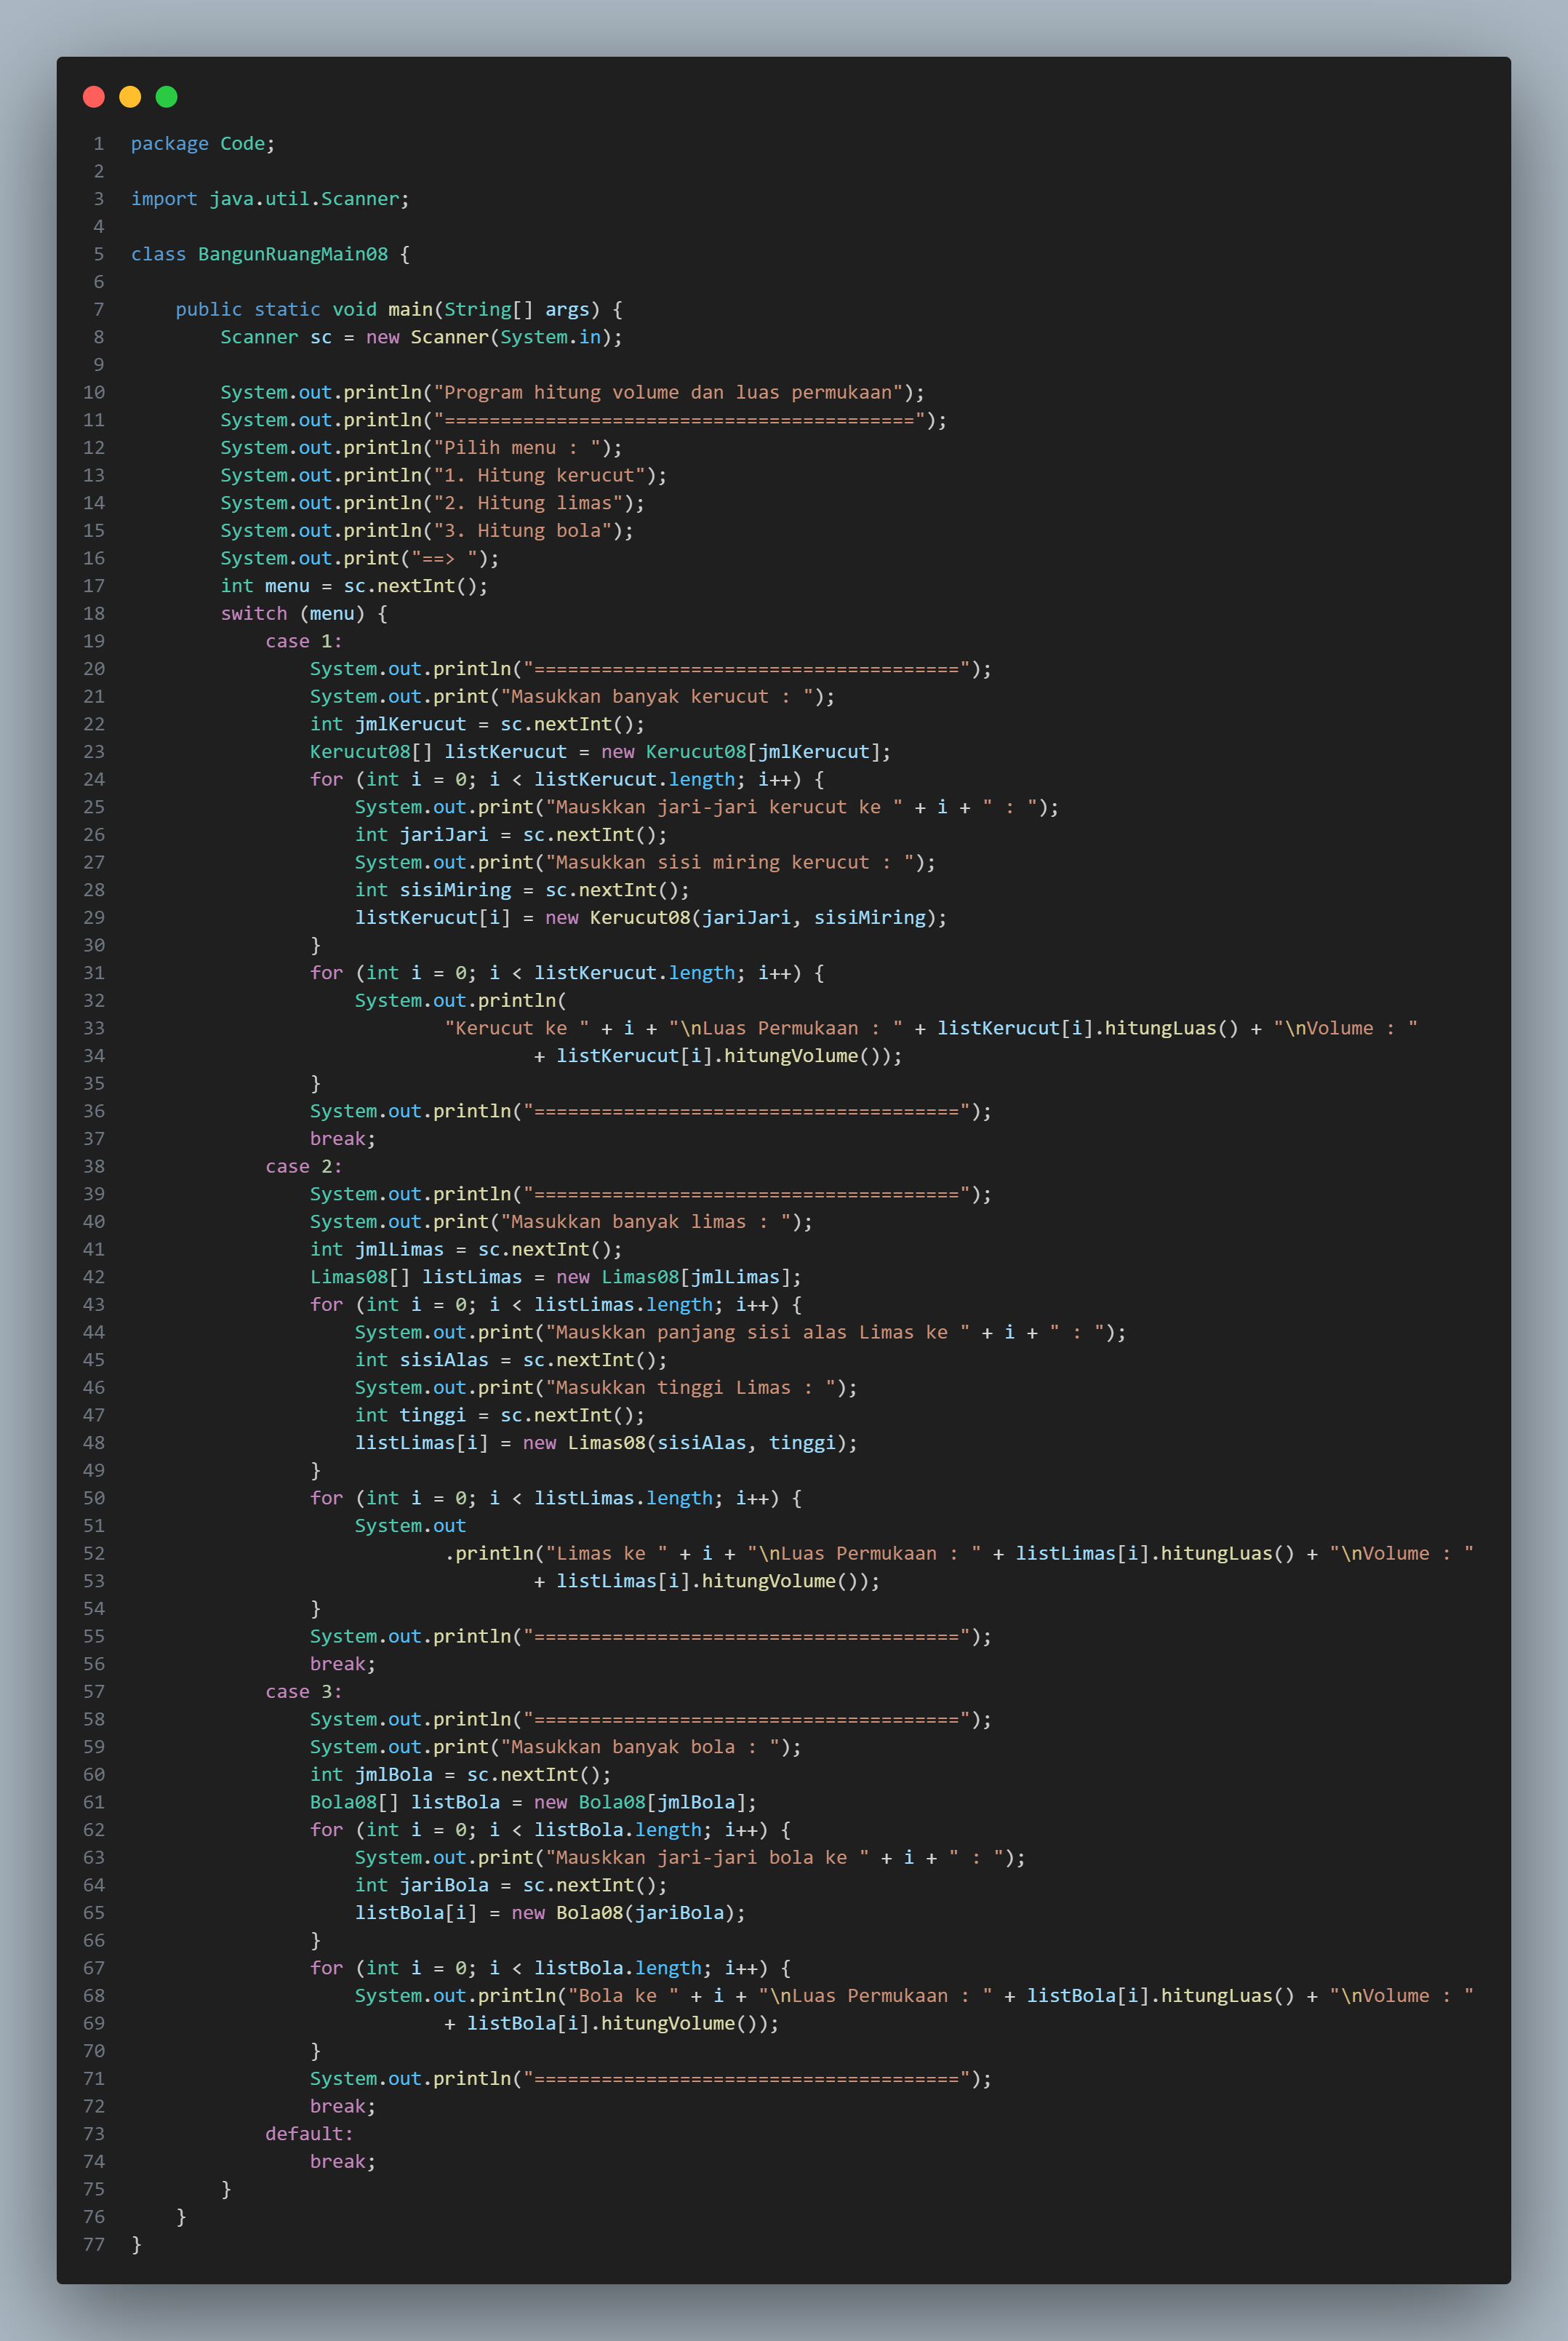 1 package Code;
2
3 import java.util.Scanner;
4
5 class BangunRuangMain08 {
6
7     public static void main(String[] args) {
8         Scanner sc = new Scanner(System.in);
9
10         System.out.println("Program hitung volume dan luas permukaan");
11         System.out.println("==========================================");
12         System.out.println("Pilih menu : ");
13         System.out.println("1. Hitung kerucut");
14         System.out.println("2. Hitung limas");
15         System.out.println("3. Hitung bola");
16         System.out.print("==> ");
17         int menu = sc.nextInt();
18         switch (menu) {
19             case 1:
20                 System.out.println("======================================");
21                 System.out.print("Masukkan banyak kerucut : ");
22                 int jmlKerucut = sc.nextInt();
23                 Kerucut08[] listKerucut = new Kerucut08[jmlKerucut];
24                 for (int i = 0; i < listKerucut.length; i++) {
25                     System.out.print("Mauskkan jari-jari kerucut ke " + i + " : ");
26                     int jariJari = sc.nextInt();
27                     System.out.print("Masukkan sisi miring kerucut : ");
28                     int sisiMiring = sc.nextInt();
29                     listKerucut[i] = new Kerucut08(jariJari, sisiMiring);
30                 }
31                 for (int i = 0; i < listKerucut.length; i++) {
32                     System.out.println(
33                             "Kerucut ke " + i + "\nLuas Permukaan : " + listKerucut[i].hitungLuas() + "\nVolume : "
34                                     + listKerucut[i].hitungVolume());
35                 }
36                 System.out.println("======================================");
37                 break;
38             case 2:
39                 System.out.println("======================================");
40                 System.out.print("Masukkan banyak limas : ");
41                 int jmlLimas = sc.nextInt();
42                 Limas08[] listLimas = new Limas08[jmlLimas];
43                 for (int i = 0; i < listLimas.length; i++) {
44                     System.out.print("Mauskkan panjang sisi alas Limas ke " + i + " : ");
45                     int sisiAlas = sc.nextInt();
46                     System.out.print("Masukkan tinggi Limas : ");
47                     int tinggi = sc.nextInt();
48                     listLimas[i] = new Limas08(sisiAlas, tinggi);
49                 }
50                 for (int i = 0; i < listLimas.length; i++) {
51                     System.out
52                             .println("Limas ke " + i + "\nLuas Permukaan : " + listLimas[i].hitungLuas() + "\nVolume : "
53                                     + listLimas[i].hitungVolume());
54                 }
55                 System.out.println("======================================");
56                 break;
57             case 3:
58                 System.out.println("======================================");
59                 System.out.print("Masukkan banyak bola : ");
60                 int jmlBola = sc.nextInt();
61                 Bola08[] listBola = new Bola08[jmlBola];
62                 for (int i = 0; i < listBola.length; i++) {
63                     System.out.print("Mauskkan jari-jari bola ke " + i + " : ");
64                     int jariBola = sc.nextInt();
65                     listBola[i] = new Bola08(jariBola);
66                 }
67                 for (int i = 0; i < listBola.length; i++) {
68                     System.out.println("Bola ke " + i + "\nLuas Permukaan : " + listBola[i].hitungLuas() + "\nVolume : "
69                             + listBola[i].hitungVolume());
70                 }
71                 System.out.println("======================================");
72                 break;
73             default:
74                 break;
75         }
76     }
77 }